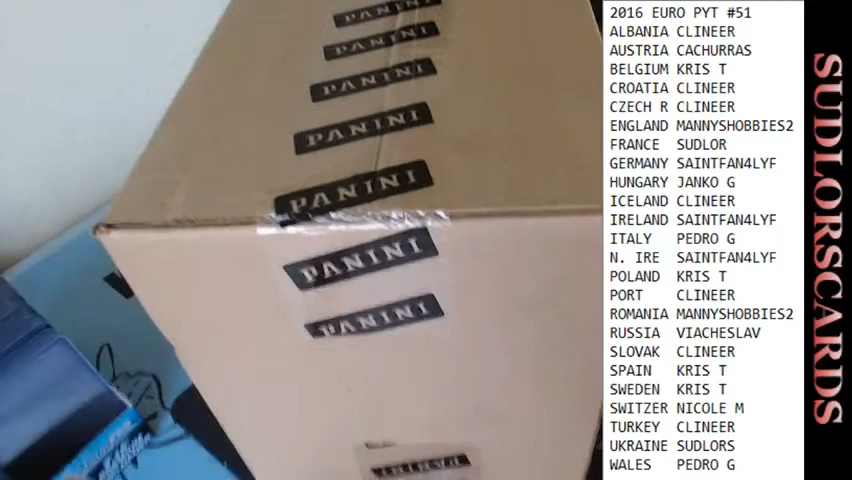 PANINI
PANINI
PANINI
PANINI
PANINI
PANINI
PANINI
PANINI
2016 EURO PYT #51
ALBANIA CLINEER
AUSTRIA CACHURRAS
BELGIUM KRIS T
CROATIA CLINEER
CZECH R CLINEER
ENGLAND MANNYSHOBBIES2
FRANCE SUDLOR
GERMANY SAINTFAN4LYF
HUNGARY JANKO G
ICELAND CLINEER
IRELAND SAINTFAN4LYF
ITALY PEDRO G
N. IRE SAINTFAN4LYF
POLAND KRIS T
PORT CLINEER
ROMANIA MANNYSHOBBIES2
RUSSIA VIACHESLAV
SLOVAK CLINEER
SPAIN KRIS T
SWEDEN KRIS T
SWITZER NICOLE M
TURKEY CLINEER
UKRAINE SUDLORS
WALES PEDRO G
SUDLORSCARDS